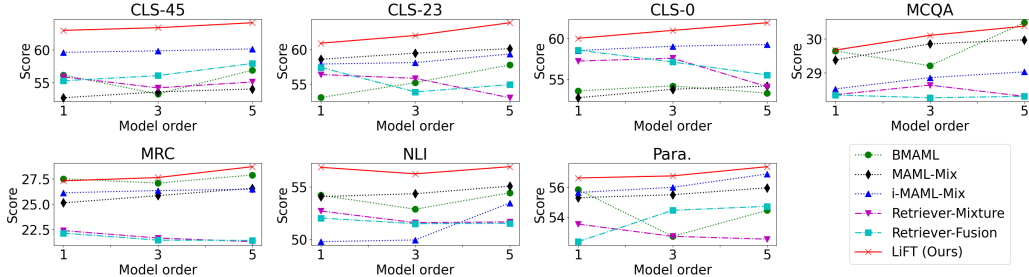 CLS-45
CLS-23
CLS-0
MCQA
Score
60
55
1
3
5
Model order
Score
60
55
1
3
5
Model order
Score
60
55
1
3
5
Model order
Score
30
29
1
3
5
Model order
MRC
NLI
Para.
Score
27.5
25.0
22.5
1
3
5
Model order
Score
55
50
1
3
5
Model order
Score
56
54
1
3
5
Model order
BMAML
MAML-Mix
i-MAML-Mix
Retriever-Mixture
Retriever-Fusion
LiFT (Ours)